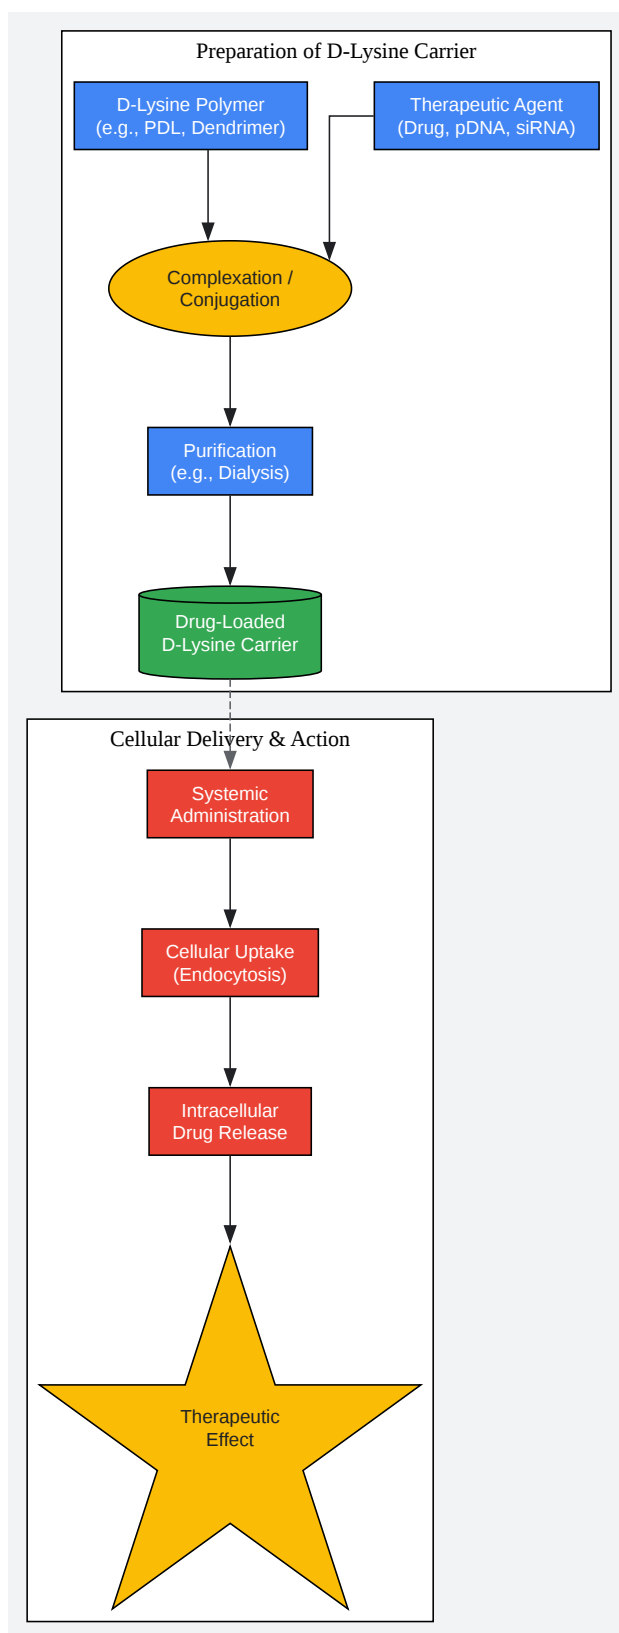 Preparation of D-Lysine Carrier
D-Lysine Polymer
(e.g., PDL, Dendrimer)
Therapeutic Agent
(Drug, pDNA, siRNA)
Complexation /
Conjugation
Purification
(e.g., Dialysis)
Drug-Loaded
D-Lysine Carrier
Cellular Delivery & Action
Systemic
Administration
Cellular Uptake
(Endocytosis)
Intracellular
Drug Release
Therapeutic
Effect